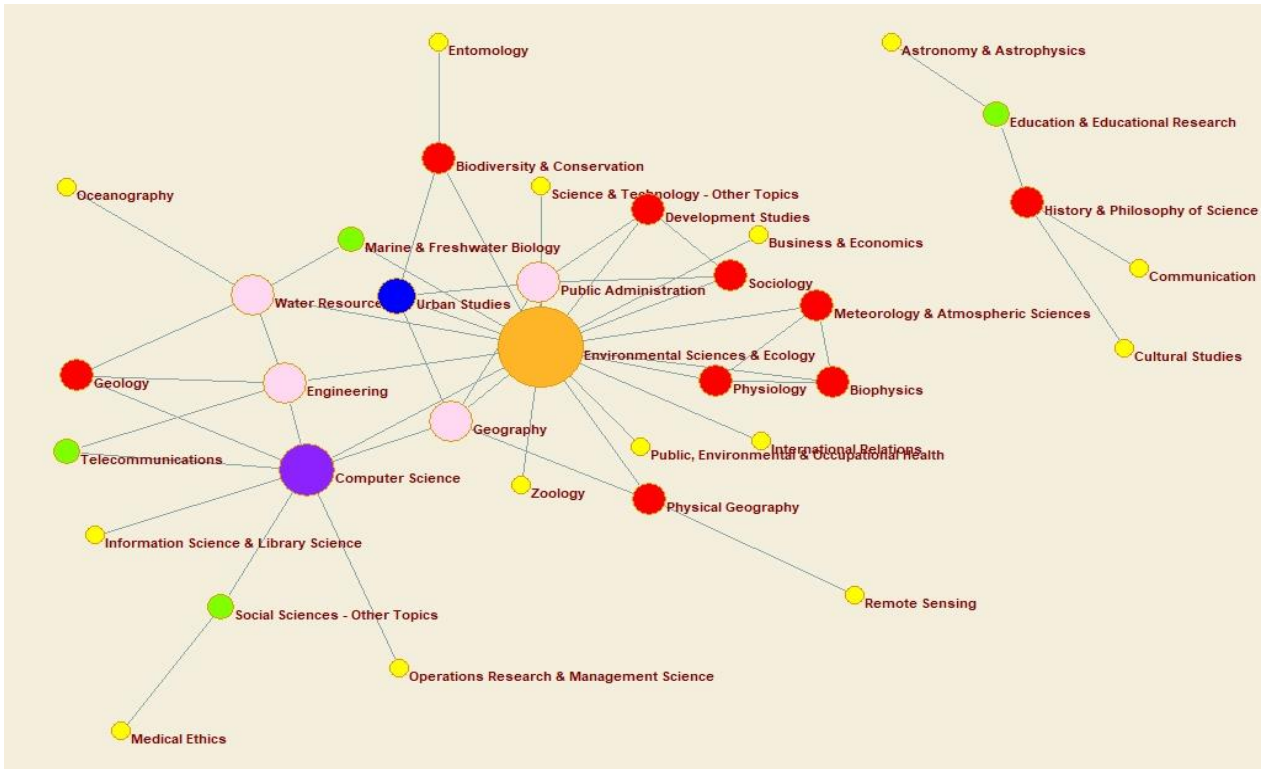 Entomology
Astronomy & Astrophysics
Education & Educational Research
Biodiversity & Conservation
Oceanography
Science & Technology - Other Topics
History & Philosophy of Science
Development Studies
Marine & Freshwater Biology
Business & Economics
Communication
Sociology
Public Administration
Water Resource
Urban Studies
Meteorology & Atmospheric Sciences
Environmental Sciences & Ecology
Cultural Studies
Geology
Engineering
Physiology
Biophysics
Geography
International Relations
Public, Environmental & Occupational Health
Telecommunications
Computer Science
Zoology
Physical Geography
Information Science & Library Science
Remote Sensing
Social Sciences - Other Topics
Operations Research & Management Science
Medical Ethics